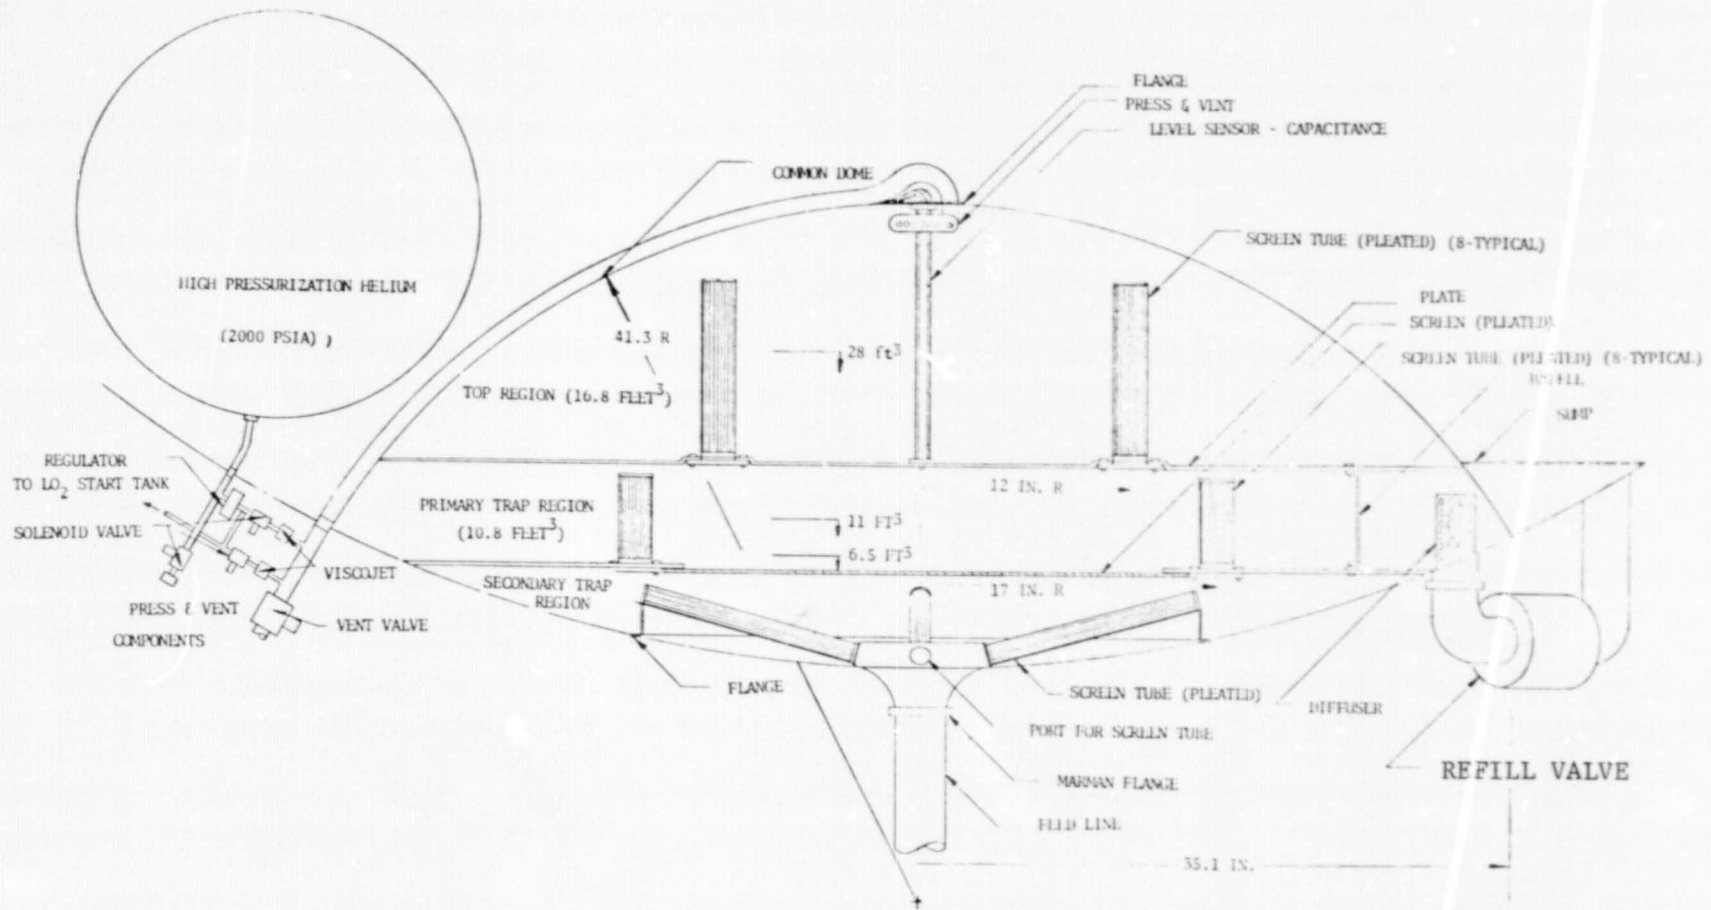 FLANGE
PRESS & VENT
LEVEL SENSOR - CAPACITANCE
COMMON DOME
SCREEN TUBE (PLEATED) (8-TYPICAL)
HIGH PRESSURIZATION HELIUM
(2000 PSIA) )
PLATE
SCREEN (PLEATED)
41.3 R
28 ft³
SCREEN TUBE (PLEATED) (8-TYPICAL)
TOP REGION (16.8 FEET³)
SUMP
REGULATOR
TO LO₂ START TANK
12 IN. R
PRIMARY TRAP REGION
(10.8 FEET³)
11 FT³
SOLENOID VALVE
6.5 FT³
VISCOJET
SECONDARY TRAP
REGION
17 IN. R
PRESS & VENT
COMPONENTS
VENT VALVE
FLANGE
SCREEN TUBE (PLEATED)
DIFFUSER
PORT FOR SCREEN TUBE
REFILL VALVE
MARMAN FLANGE
FEED LINE
35.1 IN.